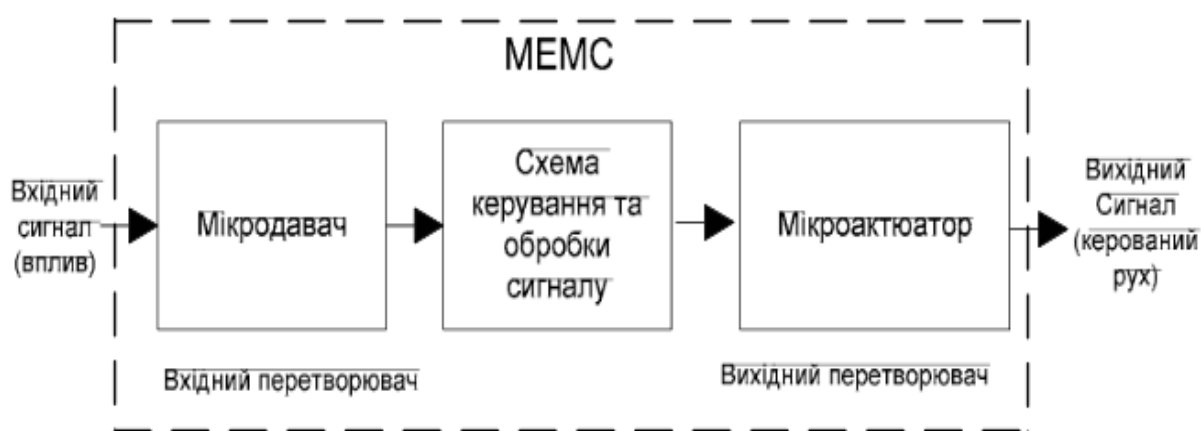 МЕМС
Вхідний
сигнал
(вплив)
Мікродавач
Схема
керування та
обробки
сигналу
Мікроактюатор
Вихідний
Сигнал
(керований
рух)
Вхідний перетворювач
Вихідний перетворювач